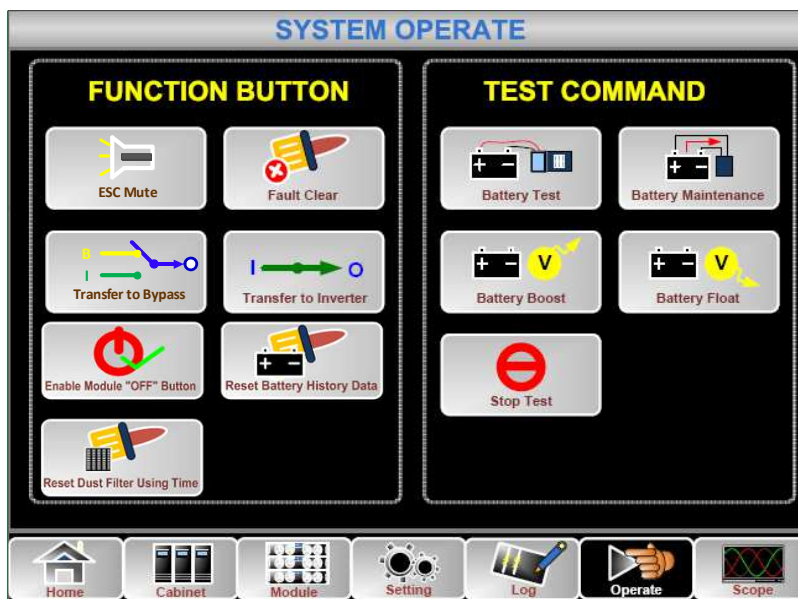 SYSTEM OPERATE
FUNCTION BUTTON
ESC Mute
Fault Clear
B
I
Transfer to Bypass
I O
Transfer to Inverter
Enable Module "OFF" Button
Reset Battery History Data
Reset Dust Filter Using Time
TEST COMMAND
Battery Test
Battery Maintenance
V
Battery Boost
V
Battery Float
Stop Test
Home
Cabinet
Module
Setting
Log
Operate
Scope